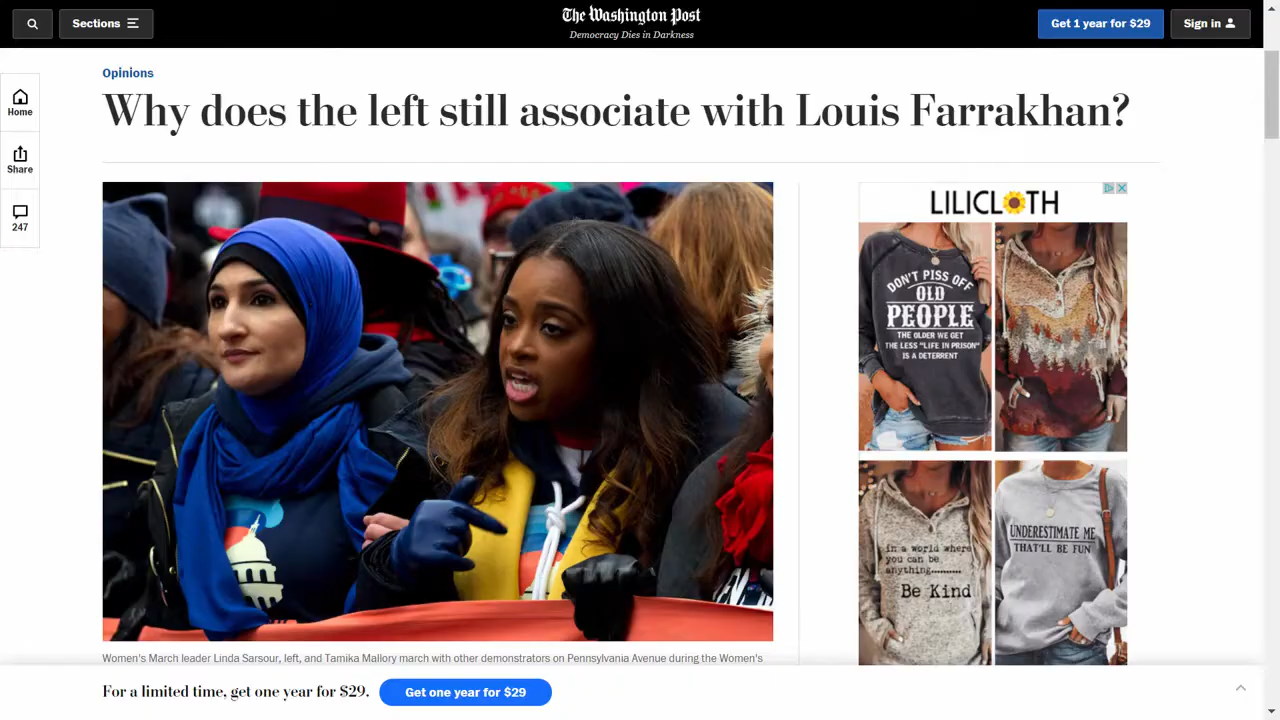 Sections
The Washington Post
Democracy Dies in Darkness
Get 1 year for $29
Sign in
Opinions
Why does the left still associate with Louis Farrakhan?
Home
Share
247
LILICLOTH
DON'T PISS OFF
OLD
PEOPLE
THE OLDER WE GET
THE LESS "LIFE IN PRISON"
IS A DETERRENT
in a world where
you can be
anything..........
Be Kind
UNDERESTIMATE ME
THAT'LL BE FUN
Women's March leader Linda Sarsour, left, and Tamika Mallory march with other demonstrators on Pennsylvania Avenue during the Women's
For a limited time, get one year for $29.
Get one year for $29